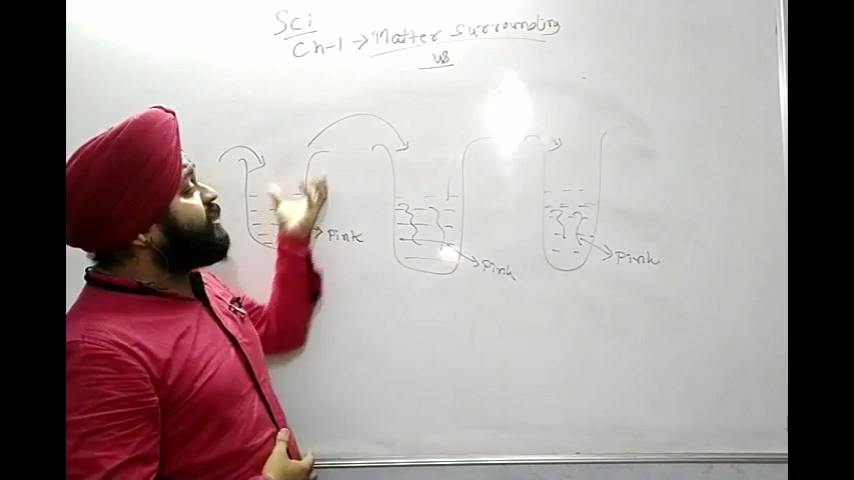 Sci
Ch-1 → Matter Surrounding
us
Pink
Pink
Pink